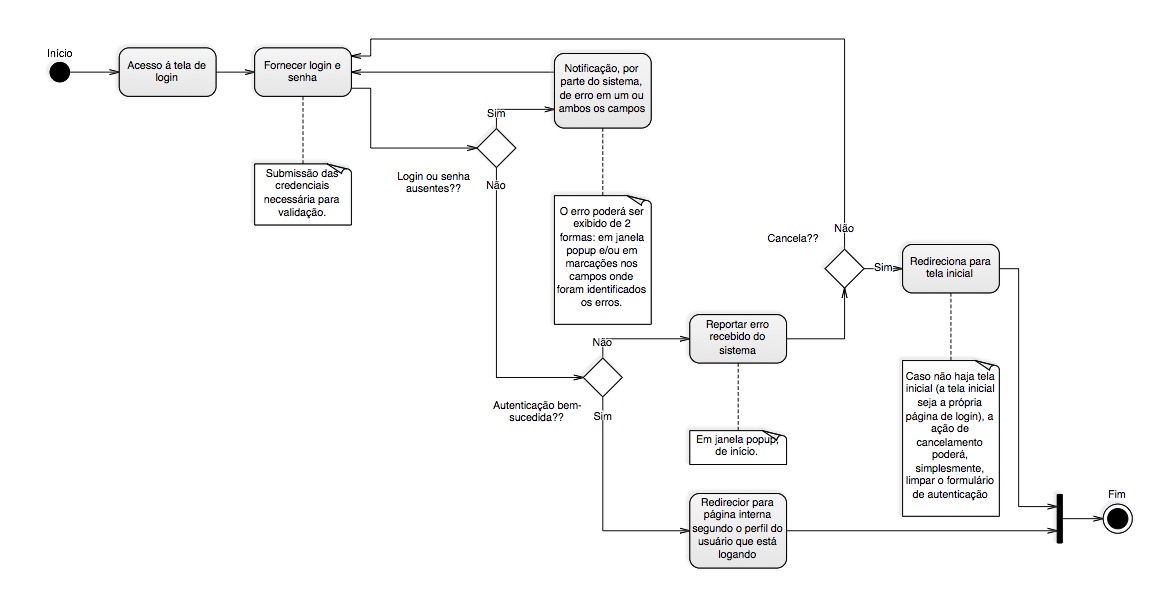 Início
Acesso á tela de
login
Fornecer login e
senha
Submissão das
credenciais
necessária para
validação.
Login ou senha
ausentes??
Sim
Não
Notificação, por
parte do sistema,
de erro em um ou
ambos os campos
O erro poderá ser
exibido de 2
formas: em janela
popup e/ou em
marcações nos
campos onde
foram identificados
os erros.
Autenticação bem-
sucedida??
Não
Sim
Reportar erro
recebido do
sistema
Em janela popup,
de início.
Redirecior para
página interna
segundo o perfil do
usuário que está
logando
Cancela??
Não
Sim
Redireciona para
tela inicial
Caso não haja tela
inicial (a tela inicial
seja a própria
página de login), a
ação de
cancelamento
poderá,
simplesmente,
limpar o formulário
de autenticação
Fim